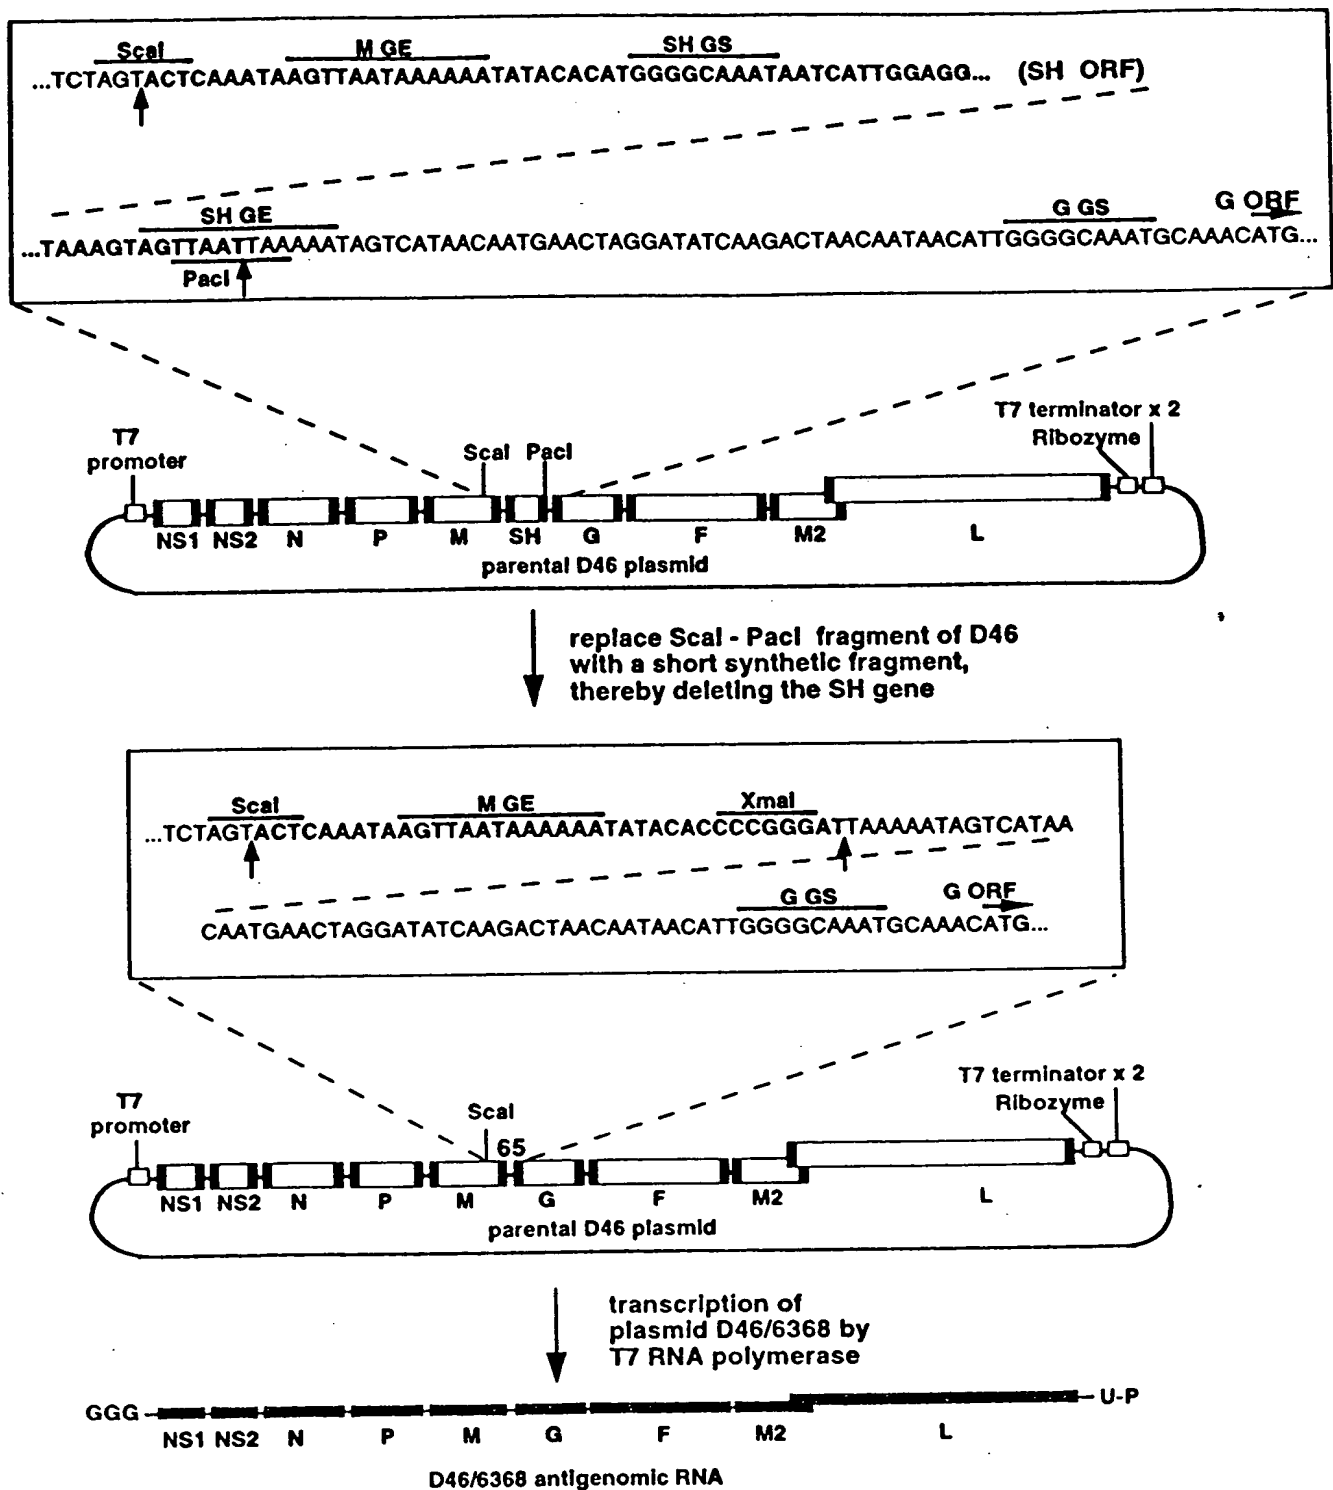 ScaI M GE SH GS
...TCTAGTACTCAAATAAGTTAATAAAAAATATACACATGGGGCAAATAATCATTGGAGG... (SH ORF)
SH GE G GS G ORF
...TAAAGTAGTTAATTAAAAATAGTCATAACAATGAACTAGGATATCAAGACTAACAATAACATTGGGGCAAATGCAAACATG...
PacI
T7 terminator x 2
Ribozyme
T7
promoter
ScaI PacI
NS1 NS2 N P M SH G F M2 L
parental D46 plasmid
replace ScaI - PacI fragment of D46
with a short synthetic fragment,
thereby deleting the SH gene
ScaI M GE XmaI
...TCTAGTACTCAAATAAGTTAATAAAAAATATACACCCCGGGATTAAAAATAGTCATAA
G GS G ORF
CAATGAACTAGGATATCAAGACTAACAATAACATTGGGGCAAATGCAAACATG...
T7 terminator x 2
Ribozyme
T7
promoter
ScaI
65
NS1 NS2 N P M G F M2 L
parental D46 plasmid
transcription of
plasmid D46/6368 by
T7 RNA polymerase
GGG U-P
NS1 NS2 N P M G F M2 L
D46/6368 antigenomic RNA